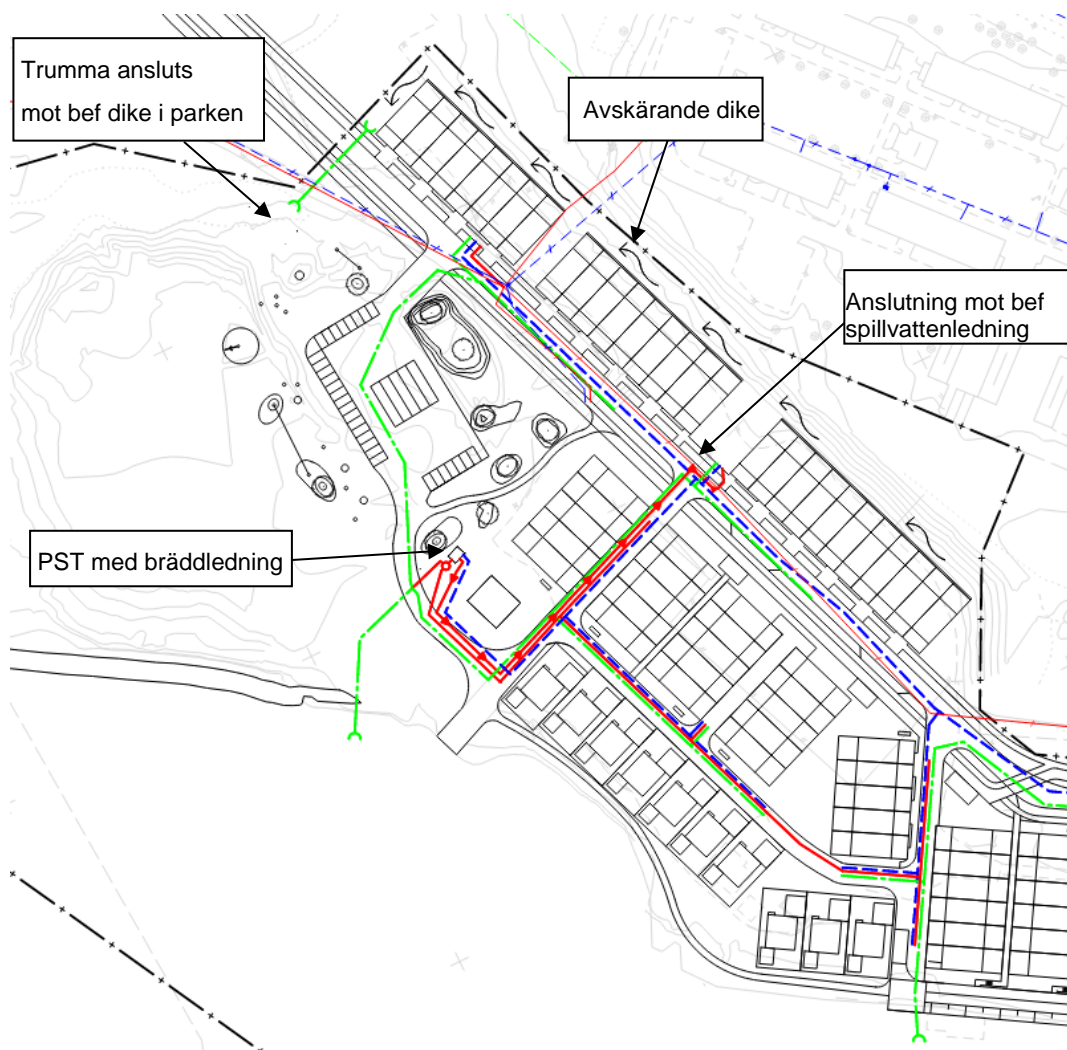 Trumma ansluts
mot bef dike i parken
Avskärande dike
Anslutning mot bef
spillvattenledning
PST med bräddledning